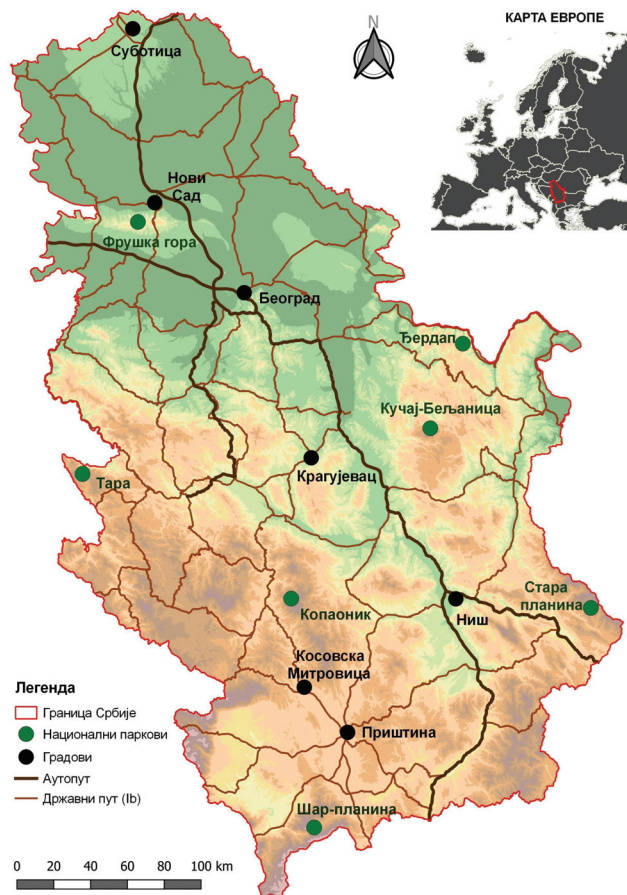 КАРТА ЕВРОПЕ
N
Суботица
Нови
Сад
Фрушка гора
Београд
Ђердап
Кучај-Бељаница
Крагујевац
Тара
Стара
планина
Копаоник
Ниш
Косовска
Митровица
Приштина
Шар-планина
Легенда
Граница Србије
Национални паркови
Градови
Аутопут
Државни пут (Ib)
0 20 40 60 80 100 km